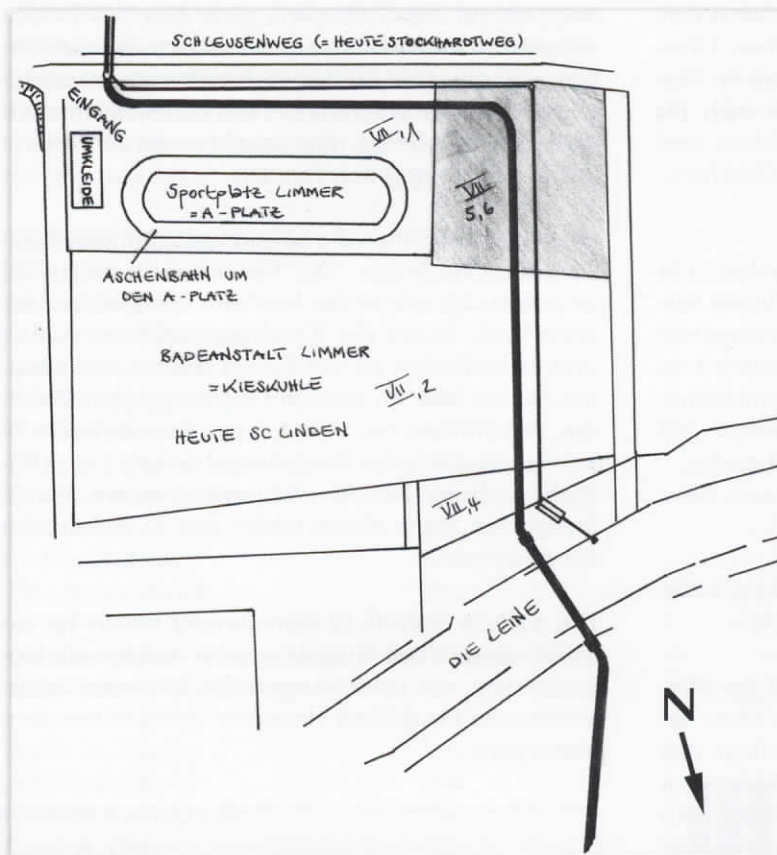 SCHLEUSENWEG (= HEUTE STOCKHARDTWEG)
EINGANG
UMKLEIDE
VII,1
Sportplatz LIMMER
= A - PLATZ
VII
5,6
ASCHENBAHN UM
DEN A-PLATZ
BADEANSTALT LIMMER
= KIESKUHLE
VII,2
HEUTE SC LINDEN
VII,4
DIE LEINE
N